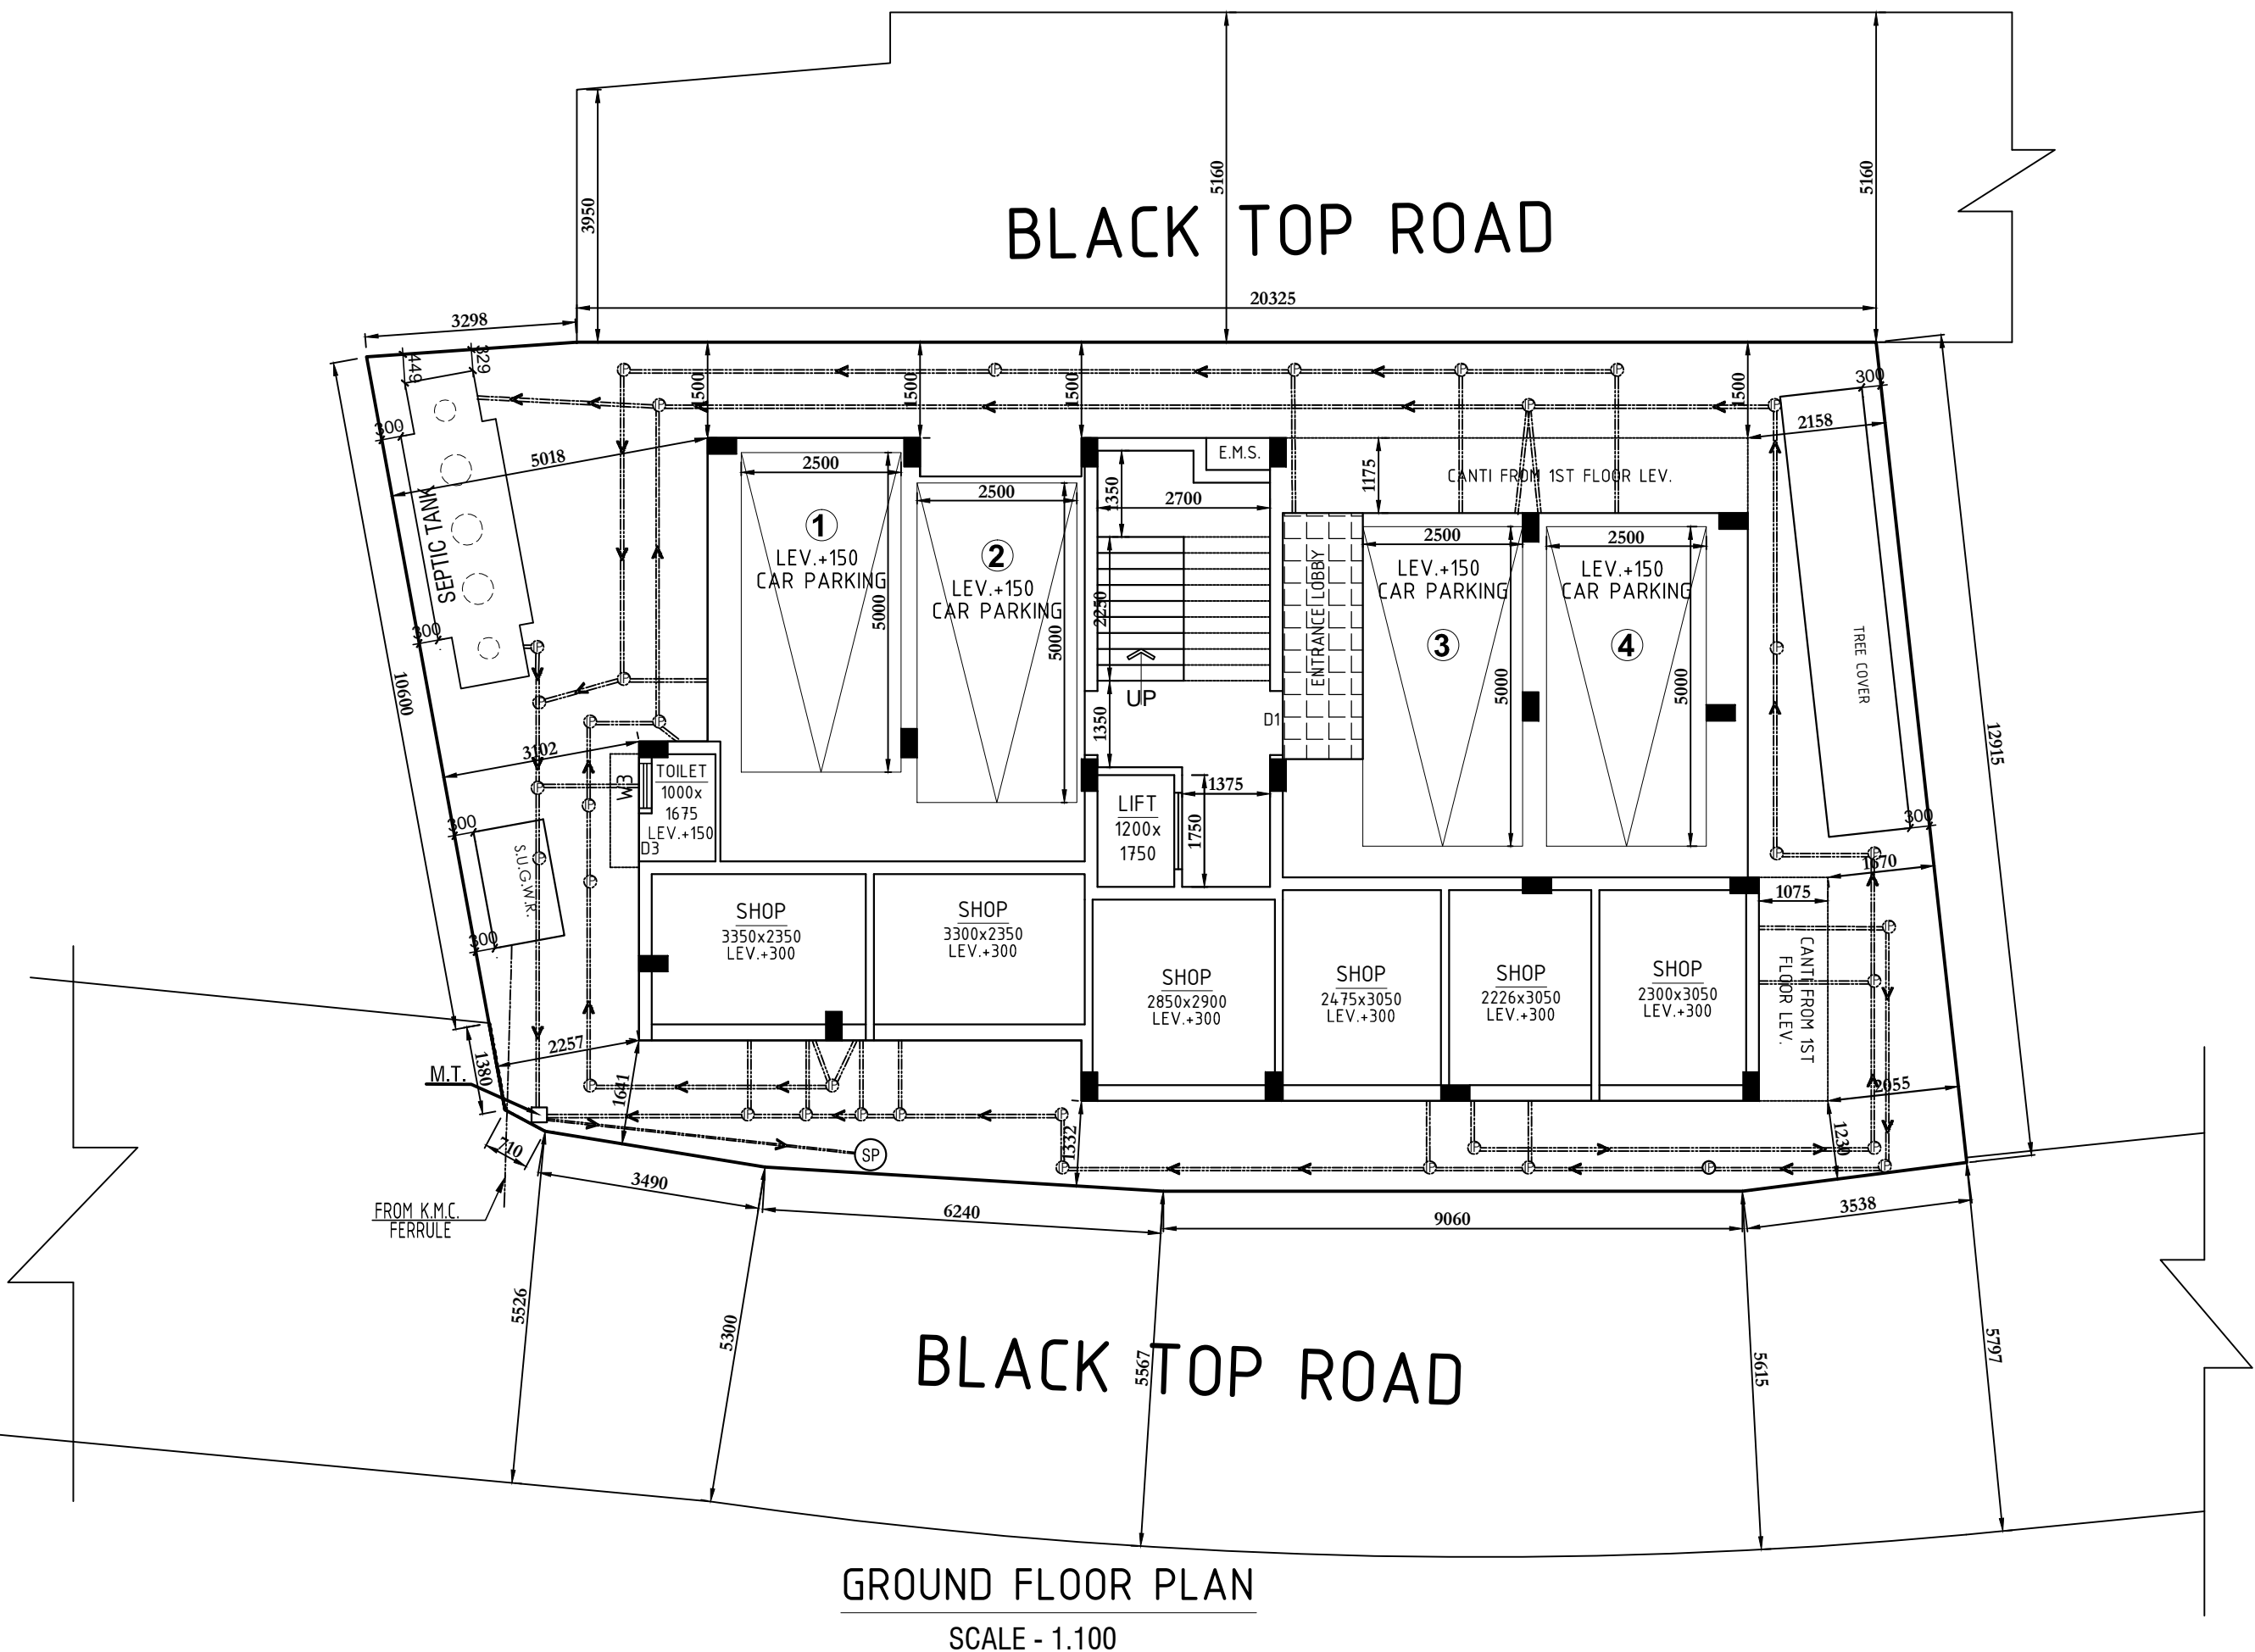 5160
5160
3950
BLACK TOP ROAD
20325
3298
449
329
1500
1500
1500
1500
300
2158
300
5018
SEPTIC TANK
300
10600
2500
1
LEV.+150
CAR PARKING
5000
2500
2
LEV.+150
CAR PARKING
5000
E.M.S.
1350
2700
2250
UP
1350
1175
CANTI FROM 1ST FLOOR LEV.
ENTRANCE LOBBY
D1
2500
LEV.+150
CAR PARKING
3
5000
2500
LEV.+150
CAR PARKING
4
5000
TREE COVER
12915
300
3102
W3
TOILET
1000x
1675
LEV.+150
D3
LIFT
1200x
1750
1375
1750
300
S.U.G.W.R.
300
1670
1075
CANTI FROM 1ST
FLOOR LEV.
SHOP
3350x2350
LEV.+300
SHOP
3300x2350
LEV.+300
SHOP
2850x2900
LEV.+300
SHOP
2475x3050
LEV.+300
SHOP
2226x3050
LEV.+300
SHOP
2300x3050
LEV.+300
2257
1380
M.T.
1641
2055
1332
1230
710
SP
3490
6240
9060
3538
FROM K.M.C.
FERRULE
5526
5300
5567
5615
5797
BLACK TOP ROAD
GROUND FLOOR PLAN
SCALE - 1.100